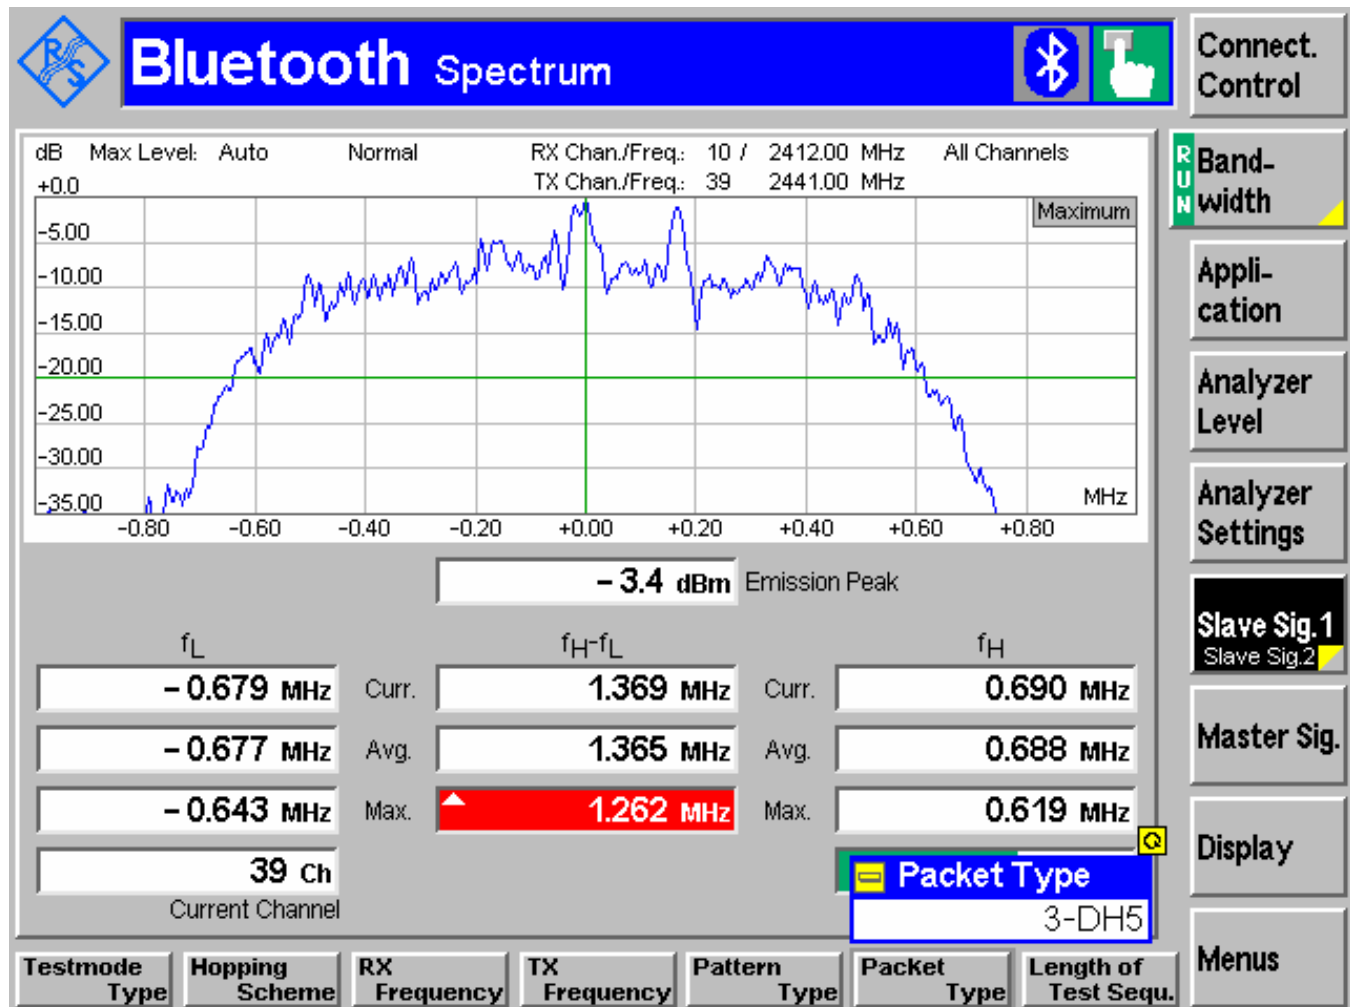 R
S
Bluetooth Spectrum
Connect.
Control
dB Max Level: Auto Normal RX Chan./Freq.: 10 / 2412.00 MHz All Channels
+0.0 TX Chan./Freq.: 39 2441.00 MHz
Maximum
-5.00
-10.00
-15.00
-20.00
-25.00
-30.00
-35.00
MHz
-0.80 -0.60 -0.40 -0.20 +0.00 +0.20 +0.40 +0.60 +0.80
RUN
Band-
width
Appli-
cation
Analyzer
Level
Analyzer
Settings
Slave Sig.1
Slave Sig.2
Master Sig.
Display
Menus
-3.4 dBm Emission Peak
fL fH-fL fH
-0.679 MHz Curr. 1.369 MHz Curr. 0.690 MHz
-0.677 MHz Avg. 1.365 MHz Avg. 0.688 MHz
-0.643 MHz Max. 1.262 MHz Max. 0.619 MHz
39 Ch
Current Channel
Packet Type
3-DH5
Testmode
Type
Hopping
Scheme
RX
Frequency
TX
Frequency
Pattern
Type
Packet
Type
Length of
Test Sequ.